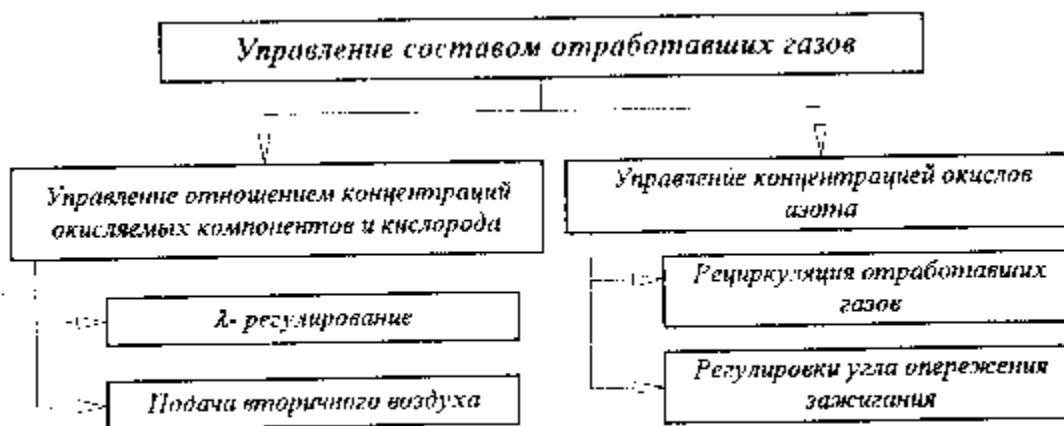 Управление составом отработавших газов
Управление отношением концентраций
окисляемых компонентов и кислорода
λ- регулирование
Подача вторичного воздуха
Управление концентрацией окислов
азота
Рециркуляция отработавших
газов
Регулировки угла опережения
зажигания